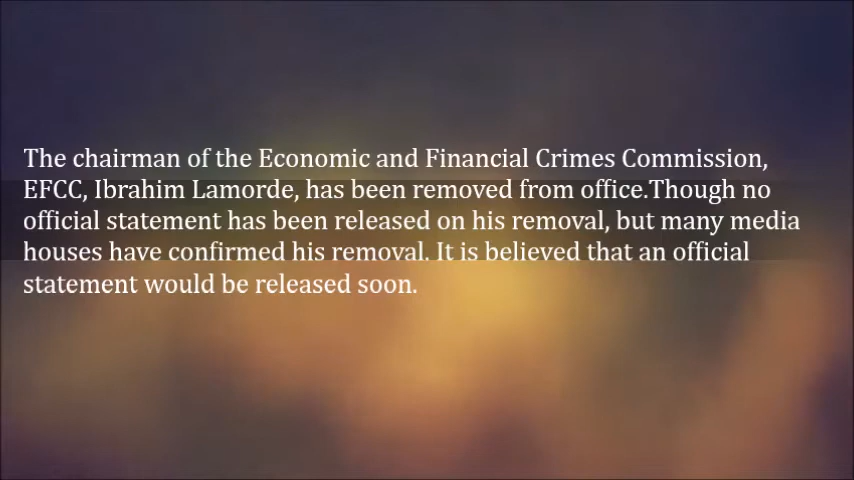 The chairman of the Economic and Financial Crimes Commission,
EFCC, Ibrahim Lamorde, has been removed from office.Though no
official statement has been released on his removal, but many media
houses have confirmed his removal. It is believed that an official
statement would be released soon.